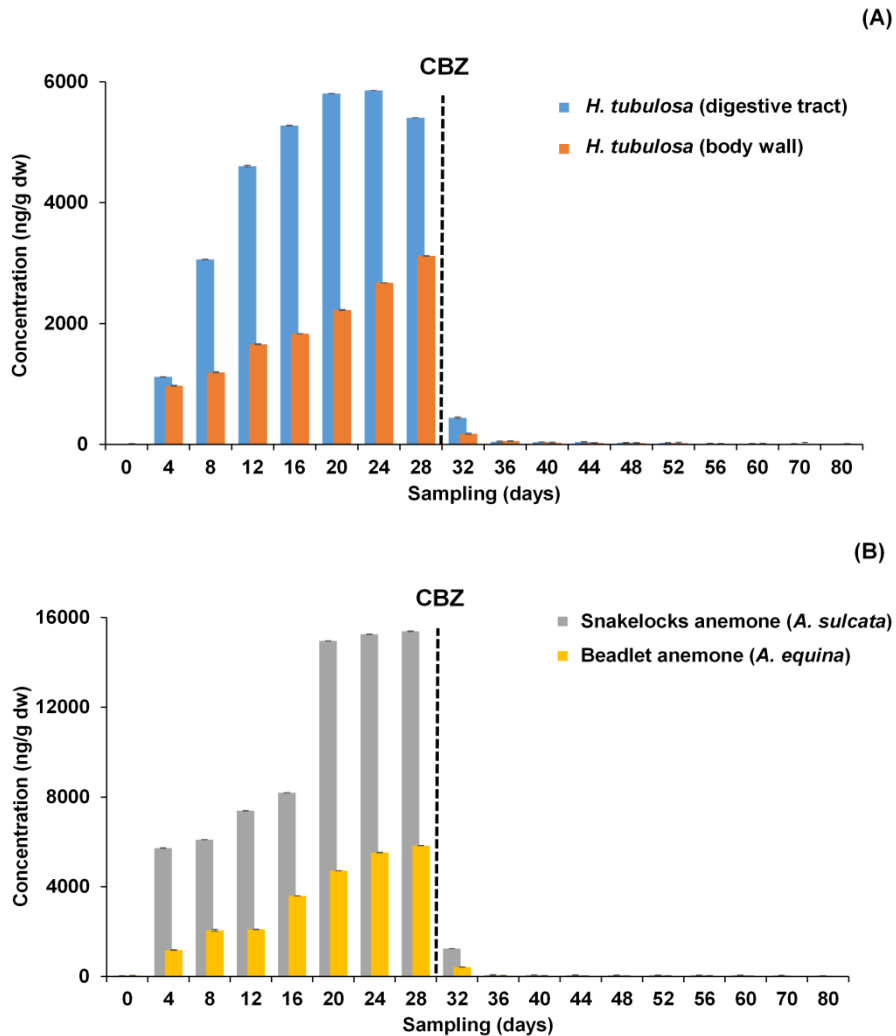 (A)
CBZ
6000
4000
2000
0
Concentration (ng/g dw)
H. tubulosa (digestive tract)
H. tubulosa (body wall)
0 4 8 12 16 20 24 28 32 36 40 44 48 52 56 60 70 80
Sampling (days)
(B)
CBZ
16000
12000
8000
4000
0
Concentration (ng/g dw)
Snakelocks anemone (A. sulcata)
Beadlet anemone (A. equina)
0 4 8 12 16 20 24 28 32 36 40 44 48 52 56 60 70 80
Sampling (days)